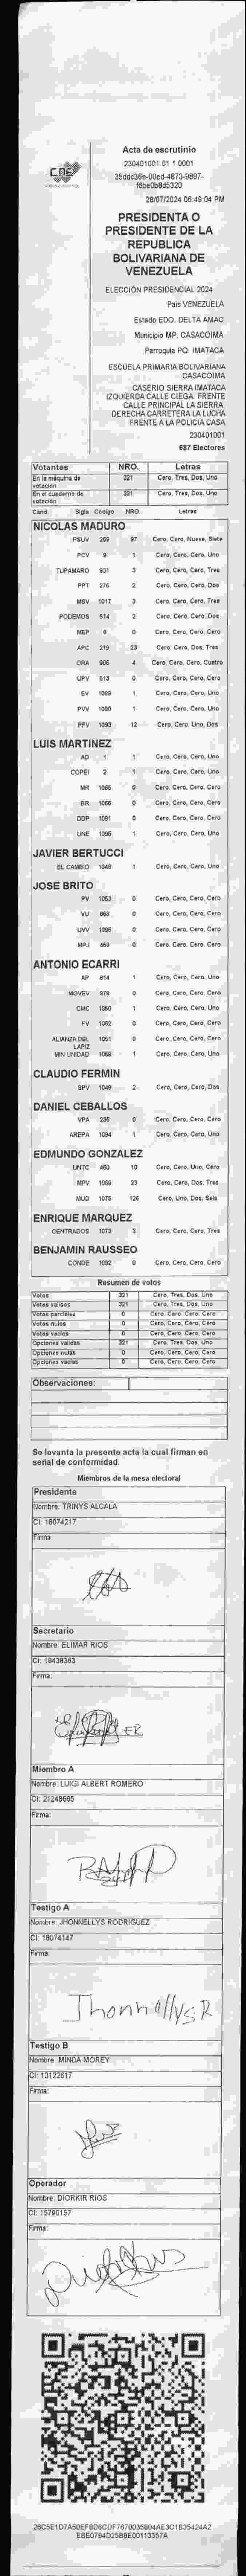 CNE
Acta de escrutinio
230401001.01.1.0001
28/07/2024 06:49:04 PM
PRESIDENTA O
PRESIDENTE DE LA
REPUBLICA
BOLIVARIANA DE
VENEZUELA
ELECCIÓN PRESIDENCIAL 2024
Pais VENEZUELA
Estado EDO. DELTA AMAC
Municipio MP. CASACOIMA
Parroquia PQ. IMATACA
ESCUELA PRIMARIA BOLIVARIANA
CASACOIMA
CASERIO SIERRA IMATACA
IZQUIERDA CALLE CIEGA. FRENTE
CALLE PRINCIPAL LA SIERRA.
DERECHA CARRETERA LA LUCHA
FRENTE A LA POLICIA CASA
230401001
687 Electores
Votantes NRO. Letras
En la máquina de votación 321 Cero, Tres, Dos, Uno
En el cuaderno de votación 321 Cero, Tres, Dos, Uno
Cand Sigla Código NRO. Letras
NICOLAS MADURO
PSUV 269 97 Cero, Cero, Nueve, Siete
PCV 9 1 Cero, Cero, Cero, Uno
TUPAMARO 931 3 Cero, Cero, Cero, Tres
PPT 276 2 Cero, Cero, Cero, Dos
MSV 1017 3 Cero, Cero, Cero, Tres
PODEMOS 514 2 Cero, Cero, Cero, Dos
MEP 6 0 Cero, Cero, Cero, Cero
APC 219 23 Cero, Cero, Dos, Tres
ORA 906 4 Cero, Cero, Cero, Cuatro
UPV 613 0 Cero, Cero, Cero, Cero
EV 1099 1 Cero, Cero, Cero, Uno
PVV 1090 1 Cero, Cero, Cero, Uno
PFV 1093 12 Cero, Cero, Uno, Dos
LUIS MARTINEZ
AD 1 1 Cero, Cero, Cero, Uno
COPEI 2 1 Cero, Cero, Cero, Uno
MR 1065 0 Cero, Cero, Cero, Cero
BR 1066 0 Cero, Cero, Cero, Cero
DDP 1091 0 Cero, Cero, Cero, Cero
UNE 1095 1 Cero, Cero, Cero, Uno
JAVIER BERTUCCI
EL CAMBIO 1048 1 Cero, Cero, Cero, Uno
JOSE BRITO
PV 1053 0 Cero, Cero, Cero, Cero
VU 968 0 Cero, Cero, Cero, Cero
UVV 1096 0 Cero, Cero, Cero, Cero
MPJ 469 0 Cero, Cero, Cero, Cero
ANTONIO ECARRI
AP 614 1 Cero, Cero, Cero, Uno
MOVEV 979 0 Cero, Cero, Cero, Cero
CMC 1050 1 Cero, Cero, Cero, Uno
FV 1062 0 Cero, Cero, Cero, Cero
ALIANZA DEL LAPIZ 1051 0 Cero, Cero, Cero, Cero
MIN UNIDAD 1068 1 Cero, Cero, Cero, Uno
CLAUDIO FERMIN
SPV 1049 2 Cero, Cero, Cero, Dos
DANIEL CEBALLOS
VPA 236 0 Cero, Cero, Cero, Cero
AREPA 1094 1 Cero, Cero, Cero, Uno
EDMUNDO GONZALEZ
UNTC 460 10 Cero, Cero, Uno, Cero
MPV 1069 23 Cero, Cero, Dos, Tres
MUD 1076 126 Cero, Uno, Dos, Seis
ENRIQUE MARQUEZ
CENTRADOS 1073 3 Cero, Cero, Cero, Tres
BENJAMIN RAUSSEO
CONDE 1092 0 Cero, Cero, Cero, Cero
Resumen de votos
Votos 321 Cero, Tres, Dos, Uno
Votos validos 321 Cero, Tres, Dos, Uno
Votos parciales 0 Cero, Cero, Cero, Cero
Votos nulos 0 Cero, Cero, Cero, Cero
Votos vacios 0 Cero, Cero, Cero, Cero
Opciones validas 321 Cero, Tres, Dos, Uno
Opciones nulas 0 Cero, Cero, Cero, Cero
Opciones vacias 0 Cero, Cero, Cero, Cero
Observaciones:
Se levanta la presente acta la cual firman en
señal de conformidad.
Miembros de la mesa electoral
Presidente
Nombre: TRINYS ALCALA
CI: 18074217
Firma:
Secretario
Nombre: ELIMAR RIOS
CI: 19438363
Firma:
Miembro A
Nombre: LUIGI ALBERT ROMERO
CI: 21248665
Firma:
Testigo A
Nombre: JHONNELLYS RODRIGUEZ
CI: 18074147
Firma:
Jhonnellys R
Testigo B
Nombre: MINDA MOREY
CI: 13122617
Firma:
Operador
Nombre: DIORKIR RIOS
CI: 15790157
Firma: